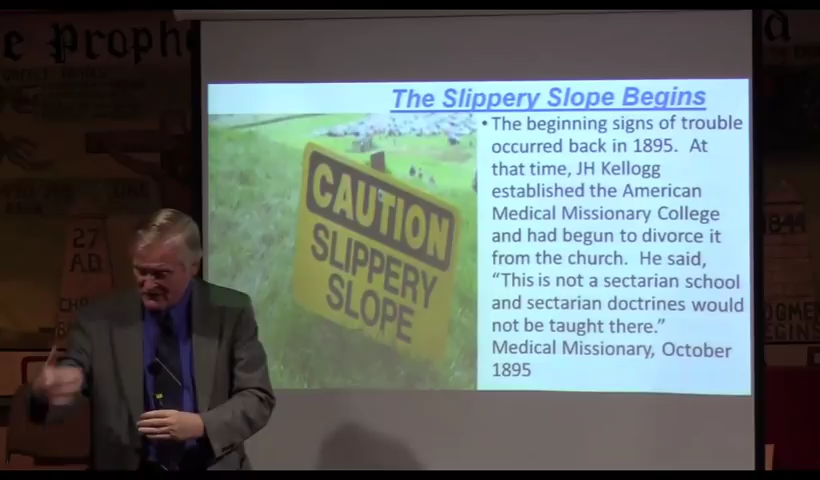 e Proph
The Slippery Slope Begins
• The beginning signs of trouble
occurred back in 1895. At
that time, JH Kellogg
established the American
Medical Missionary College
and had begun to divorce it
from the church. He said,
"This is not a sectarian school
and sectarian doctrines would
not be taught there."
Medical Missionary, October
1895
CAUTION
SLIPPERY
SLOPE
27
A.D.
1844